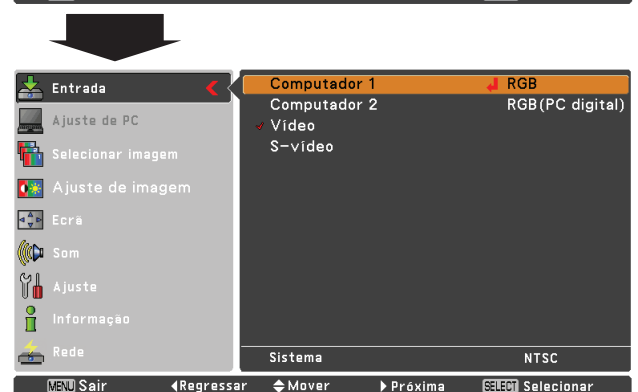 Entrada
Computador 1 RGB
Computador 2 RGB(PC digital)
Vídeo
S-vídeo
Ajuste de PC
Selecionar imagem
Ajuste de imagem
Ecrã
Som
Ajuste
Informação
Rede
Sistema NTSC
MENU Sair Regressar Mover Próxima SELECT Selecionar